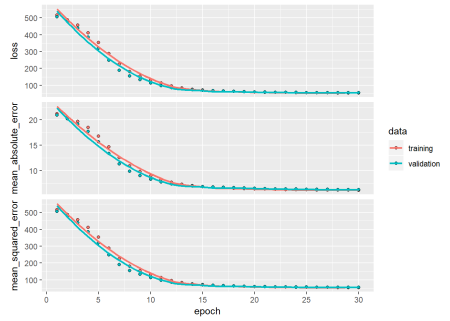 loss
500
400
300
200
100
mean_absolute_error
20
15
10
mean_squared_error
500
400
300
200
100
0
5
10
15
20
25
30
epoch
data
training
validation